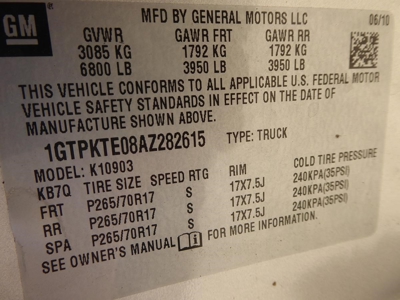 GM
MFD BY GENERAL MOTORS LLC 06/10
GVWR GAWR FRT GAWR RR
3085 KG 1792 KG 1792 KG
6800 LB 3950 LB 3950 LB
THIS VEHICLE CONFORMS TO ALL APPLICABLE U.S. FEDERAL MOTOR
VEHICLE SAFETY STANDARDS IN EFFECT ON THE DATE OF
MANUFACTURE SHOWN ABOVE.
1GTPKTE08AZ282615 TYPE: TRUCK
MODEL: K10903
KB7Q TIRE SIZE SPEED RTG RIM COLD TIRE PRESSURE
FRT P265/70R17 S 17X7.5J 240KPA(35PSI)
RR P265/70R17 S 17X7.5J 240KPA(35PSI)
SPA P265/70R17 S 17X7.5J 240KPA(35PSI)
SEE OWNER'S MANUAL FOR MORE INFORMATION.